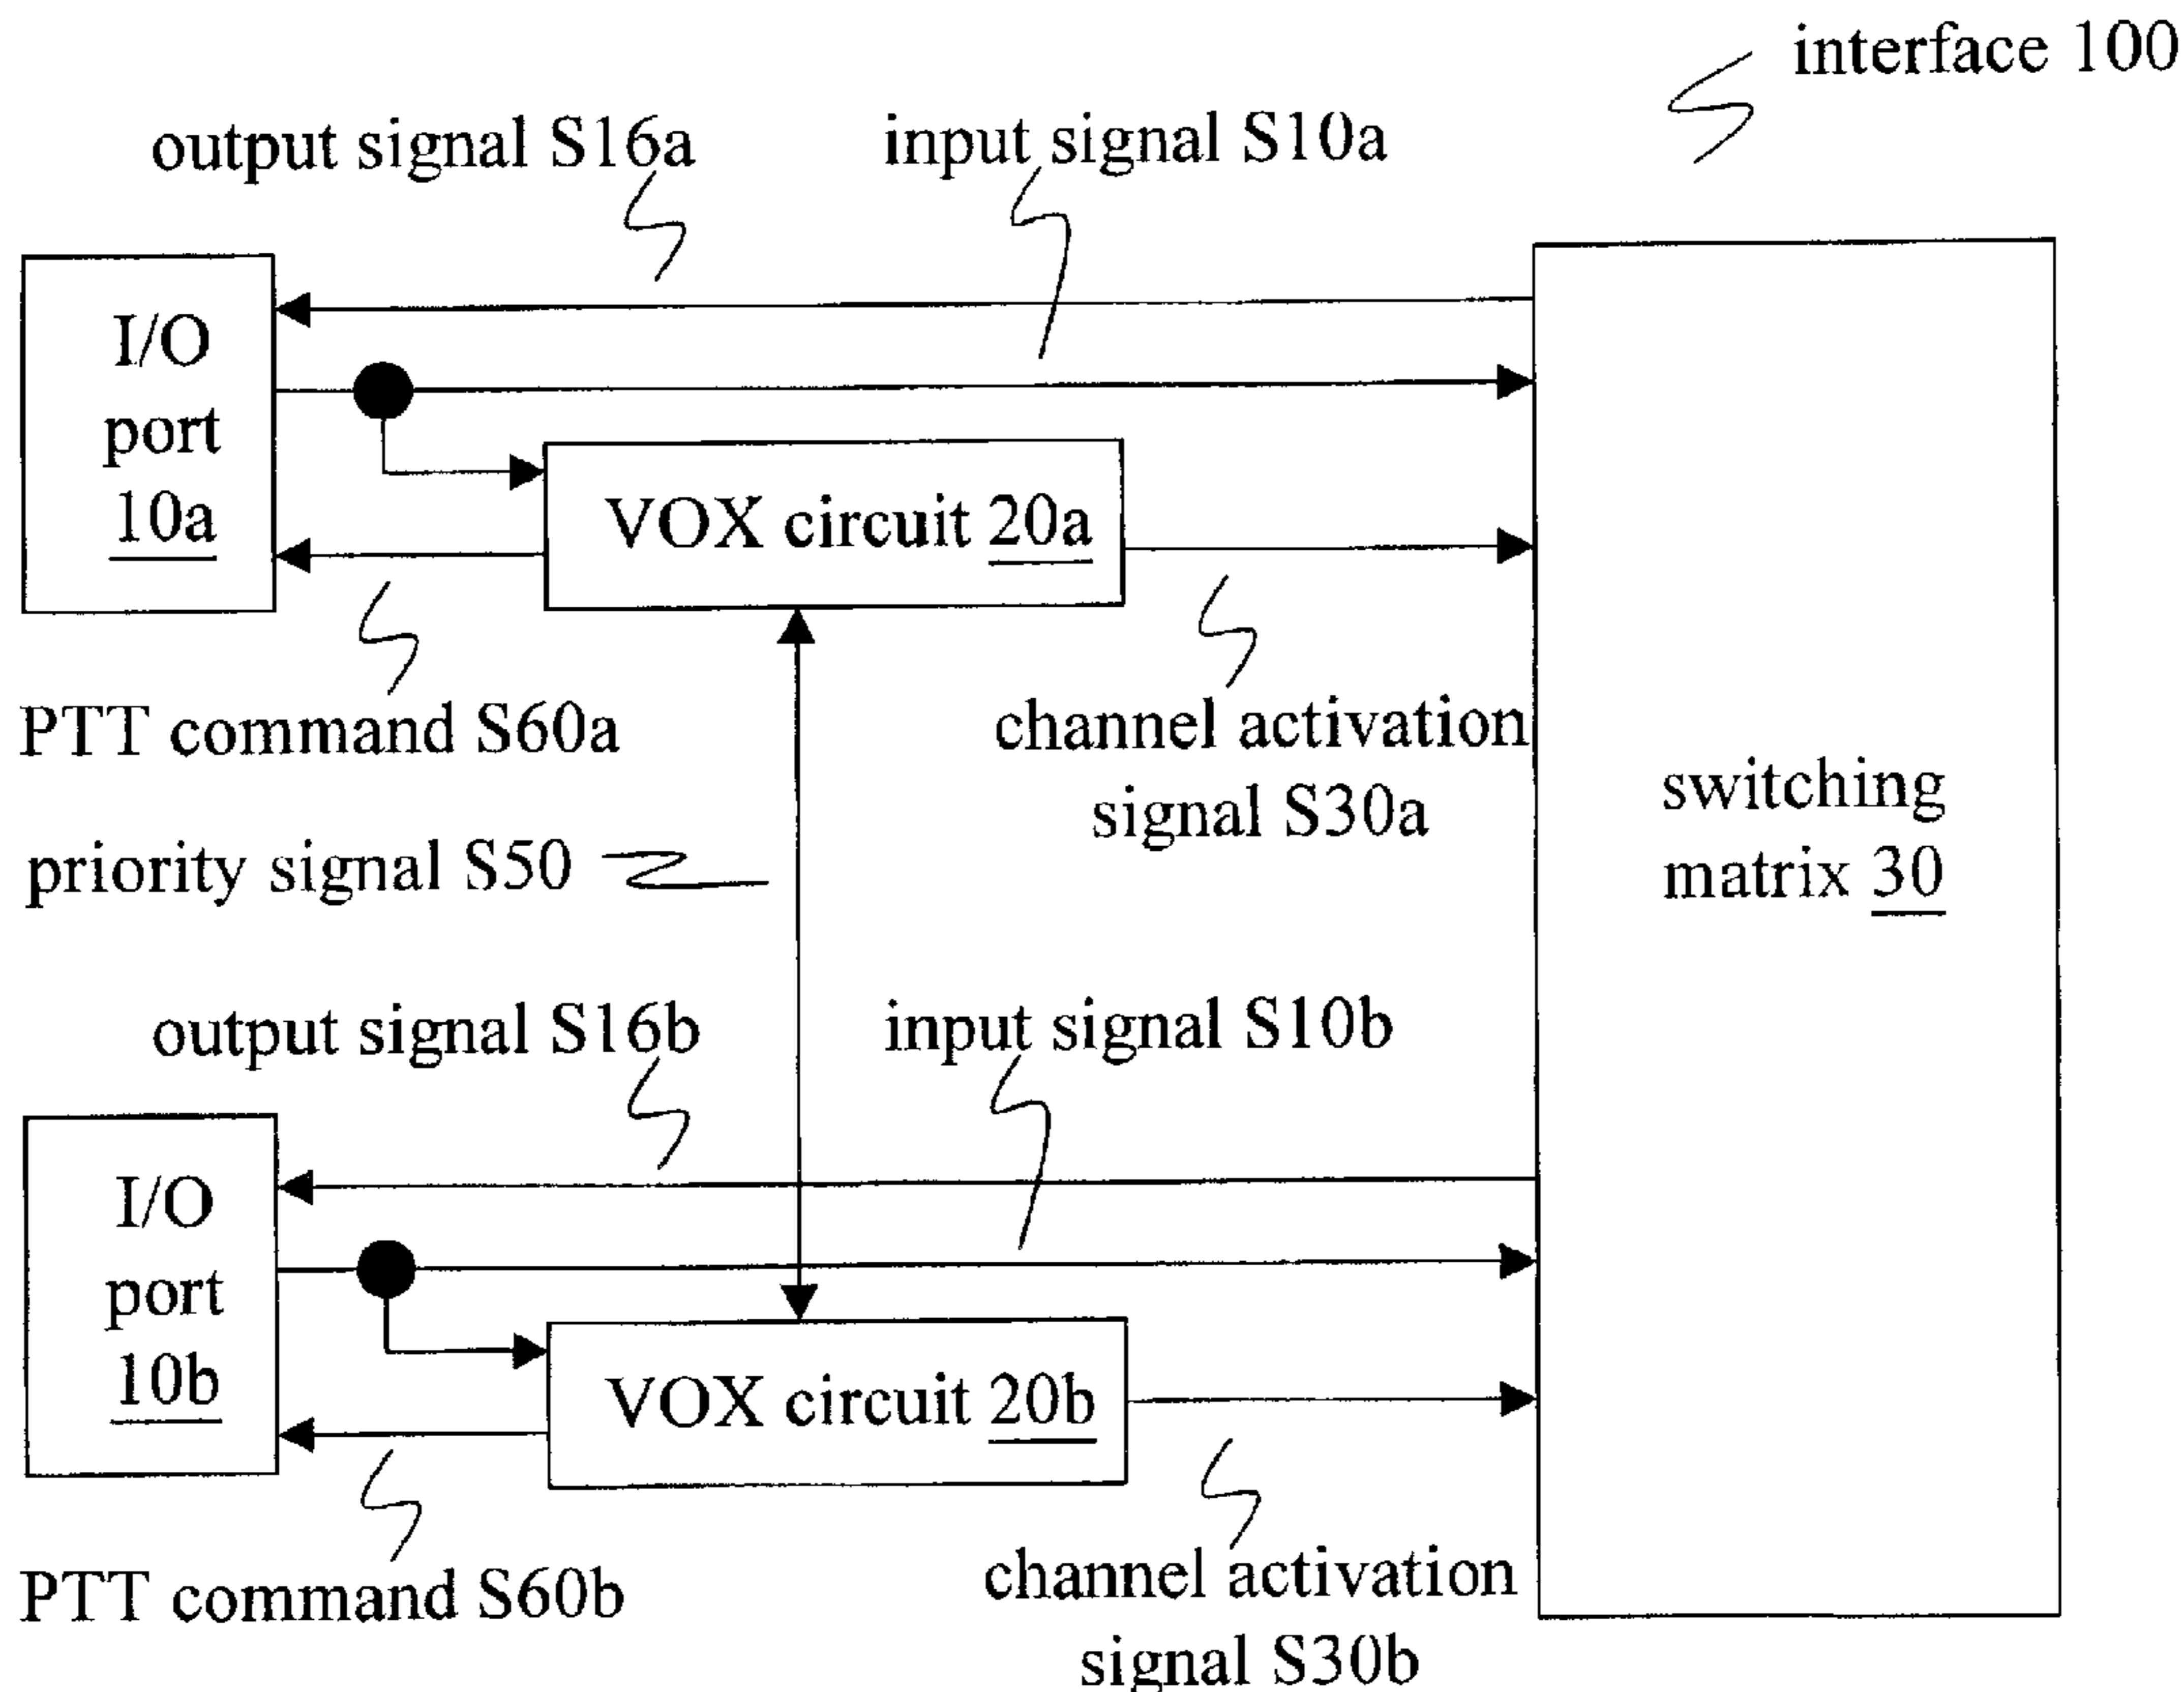 interface 100
output signal S16a
input signal S10a
I/O
port
10a
VOX circuit 20a
PTT command S60a
channel activation
signal S30a
switching
matrix 30
priority signal S50
output signal S16b
input signal S10b
I/O
port
10b
VOX circuit 20b
PTT command S60b
channel activation
signal S30b